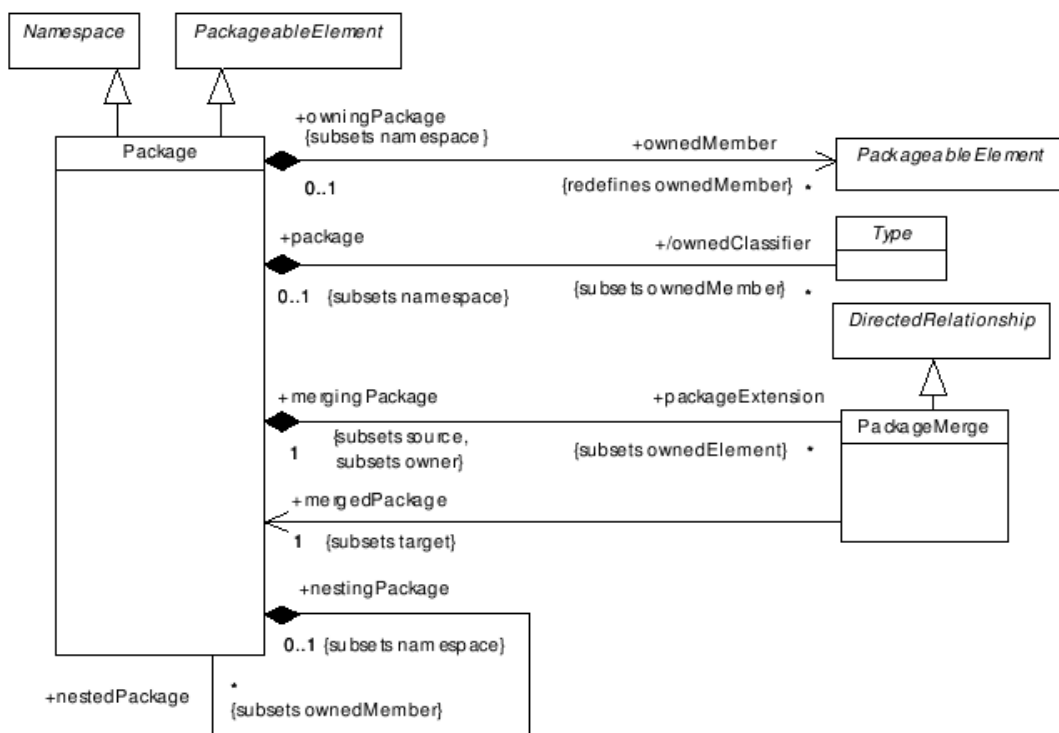 Namespace
PackageableElement
+owningPackage
{subsets namespace}
Package
+ownedMember
PackageableElement
0..1
{redefines ownedMember} *
+package
+/ownedClassifier
Type
0..1 {subsets namespace}
{subsets ownedMember} *
DirectedRelationship
+mergingPackage
+packageExtension
PackageMerge
1 {subsets source,
subsets owner}
{subsets ownedElement} *
+mergedPackage
1 {subsets target}
+nestingPackage
0..1 {subsets namespace}
+nestedPackage
*
{subsets ownedMember}